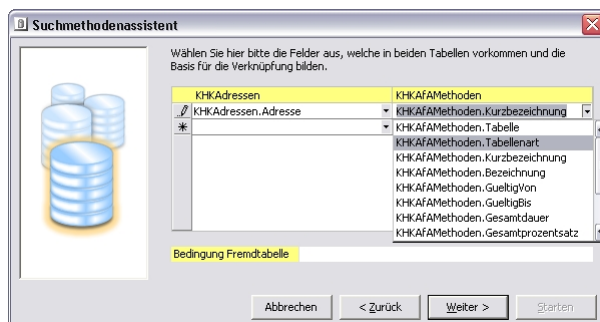 Suchmethodenassistent
Wählen Sie hier bitte die Felder aus, welche in beiden Tabellen vorkommen und die
Basis für die Verknüpfung bilden.
KHKAdressen KHKAfAMethoden
KHKAdressen.Adresse KHKAfAMethoden.Kurzbezeichnung
KHKAfAMethoden.Tabelle
KHKAfAMethoden.Tabellenart
KHKAfAMethoden.Kurzbezeichnung
KHKAfAMethoden.Bezeichnung
KHKAfAMethoden.GueltigVon
KHKAfAMethoden.GueltigBis
KHKAfAMethoden.Gesamtdauer
KHKAfAMethoden.Gesamtprozentsatz
Bedingung Fremdtabelle
Abbrechen < Zurück Weiter > Starten